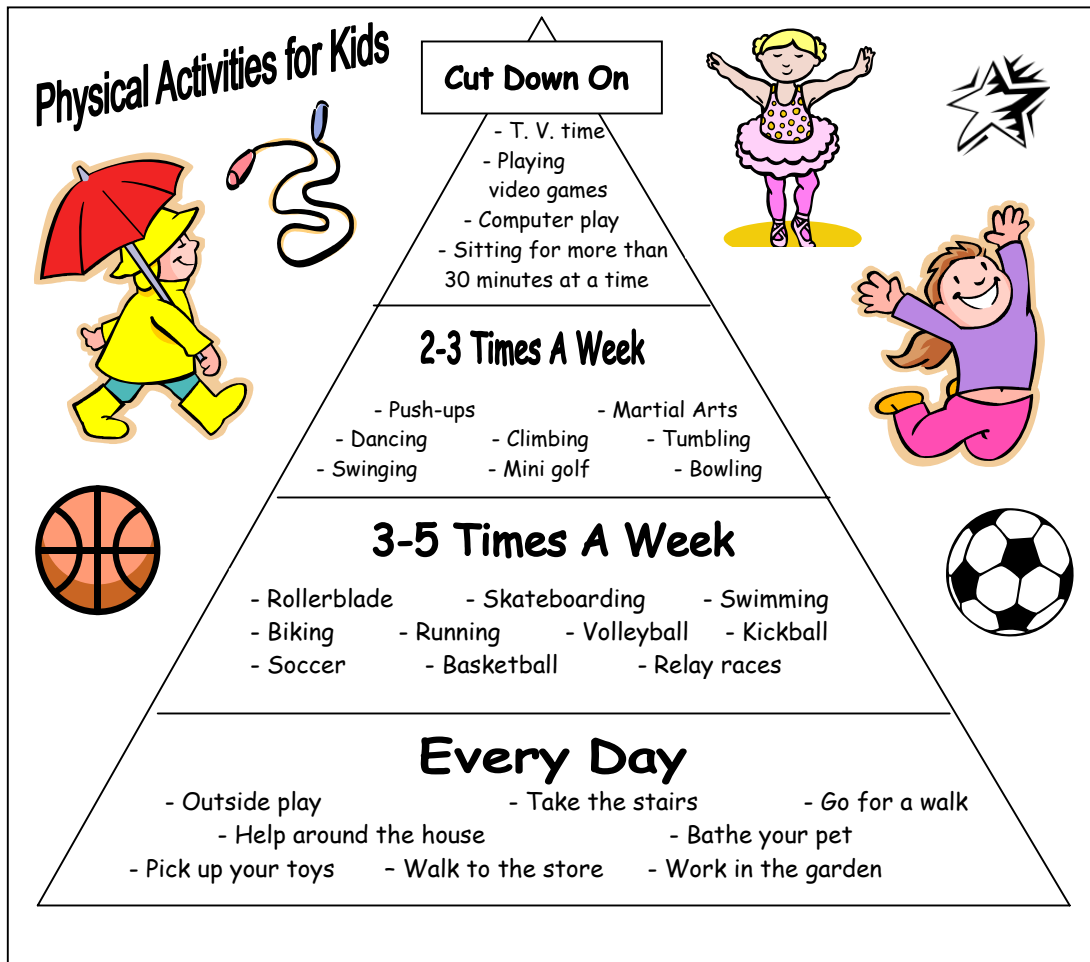 Physical Activities for Kids
Cut Down On
- T. V. time
- Playing
video games
- Computer play
- Sitting for more than
30 minutes at a time
2-3 Times A Week
- Push-ups - Martial Arts
- Dancing - Climbing - Tumbling
- Swinging - Mini golf - Bowling
3-5 Times A Week
- Rollerblade - Skateboarding - Swimming
- Biking - Running - Volleyball - Kickball
- Soccer - Basketball - Relay races
Every Day
- Outside play - Take the stairs - Go for a walk
- Help around the house - Bathe your pet
- Pick up your toys – Walk to the store - Work in the garden